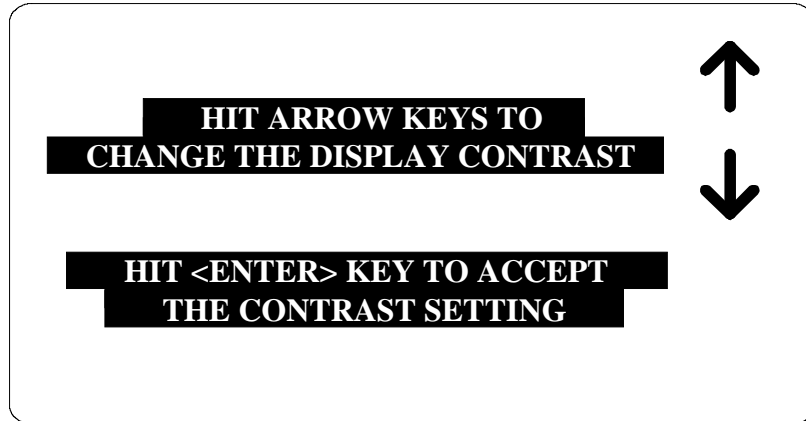 HIT ARROW KEYS TO
CHANGE THE DISPLAY CONTRAST
HIT <ENTER> KEY TO ACCEPT
THE CONTRAST SETTING